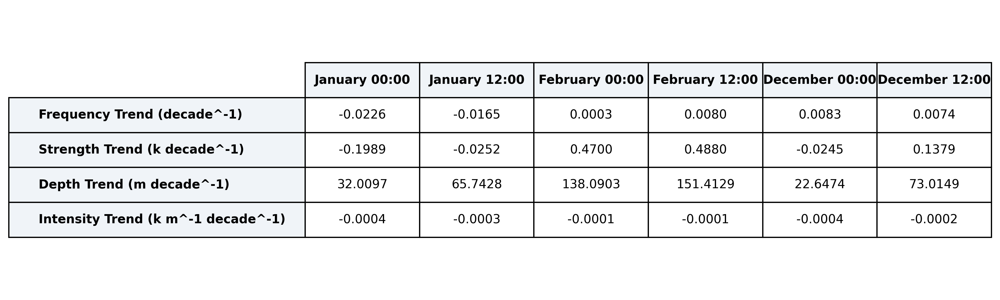 January 00:00 January 12:00 February 00:00 February 12:00 December 00:00 December 12:00
Frequency Trend (decade^-1) -0.0226 -0.0165 0.0003 0.0080 0.0083 0.0074
Strength Trend (k decade^-1) -0.1989 -0.0252 0.4700 0.4880 -0.0245 0.1379
Depth Trend (m decade^-1) 32.0097 65.7428 138.0903 151.4129 22.6474 73.0149
Intensity Trend (k m^-1 decade^-1) -0.0004 -0.0003 -0.0001 -0.0001 -0.0004 -0.0002